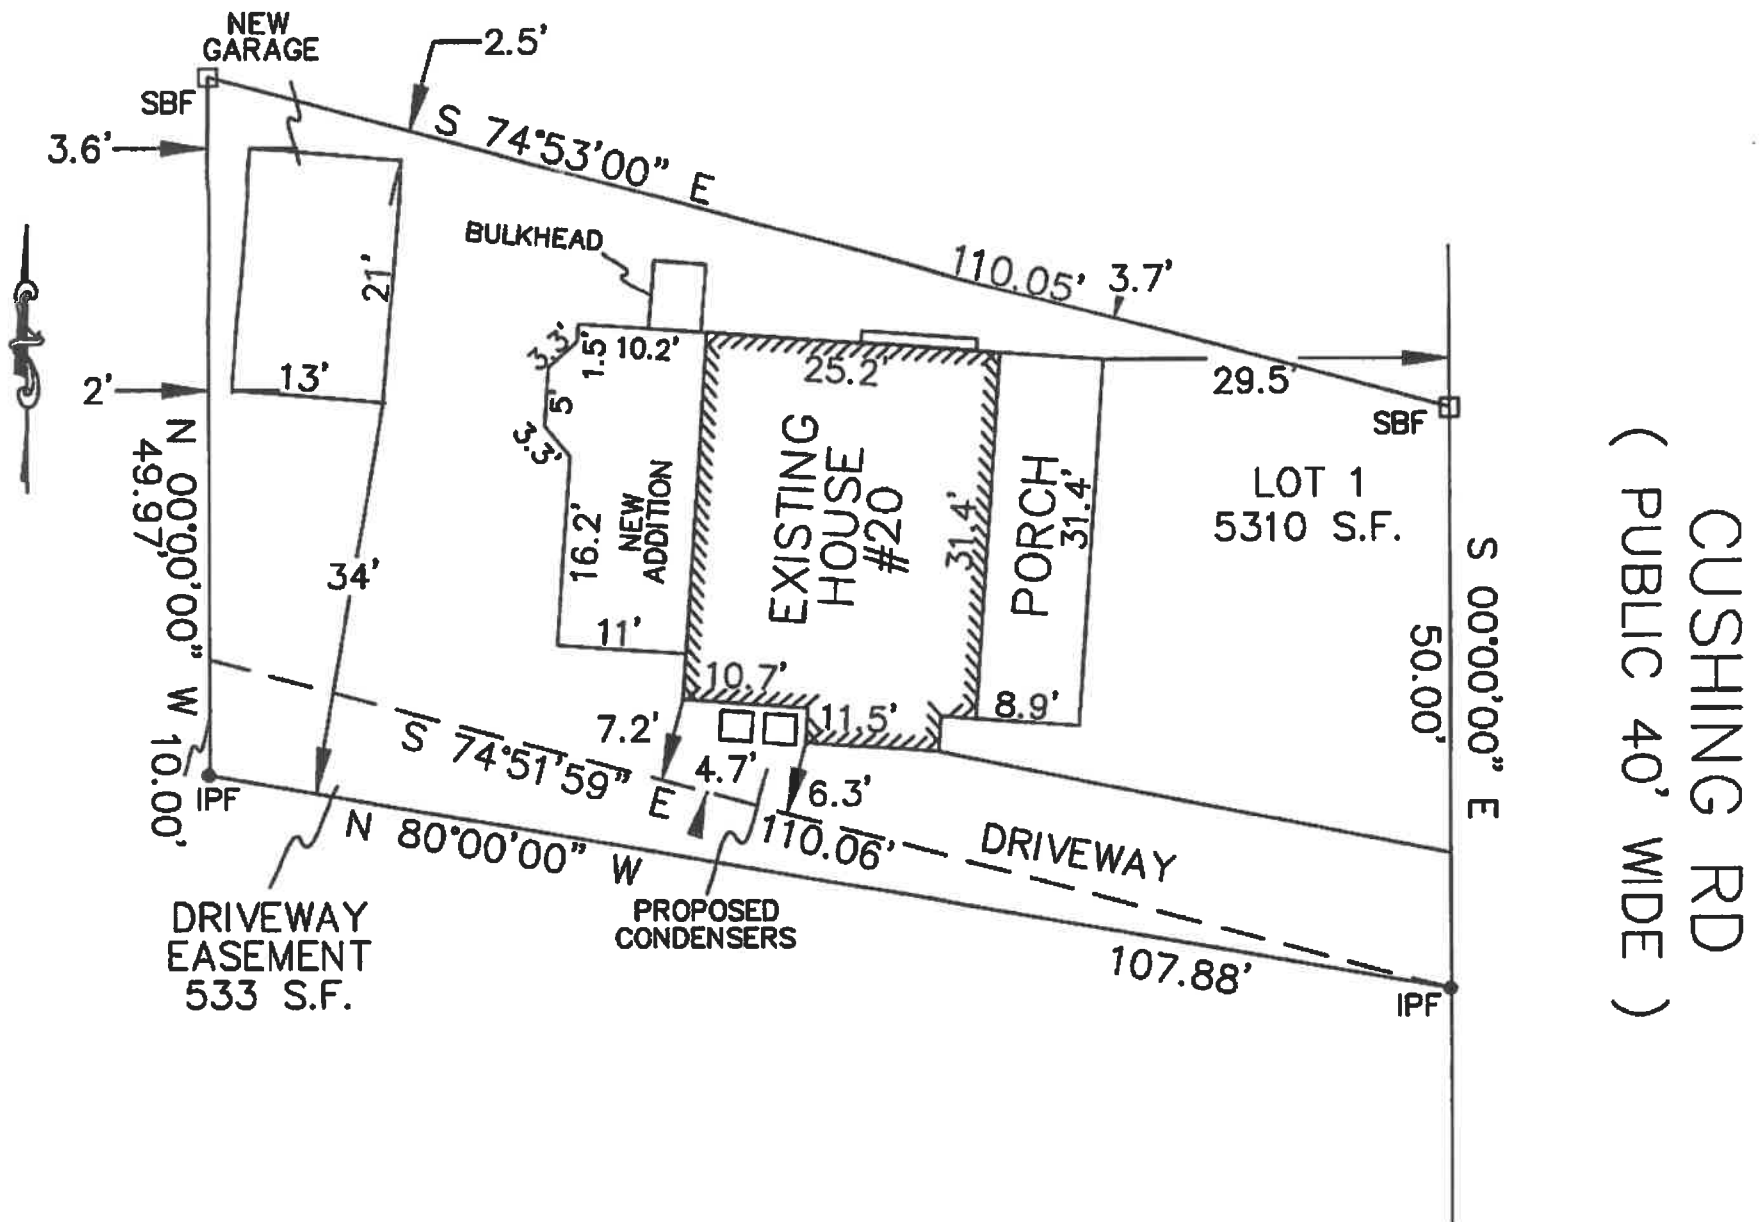 NEW
GARAGE
2.5'
SBF
3.6'
S 74°53'00" E
110.05'
3.7'
BULKHEAD
21'
13'
2'
3.3'
1.5'
10.2'
5'
3.3'
25.2'
29.5'
SBF
LOT 1
5310 S.F.
CUSHING RD
( PUBLIC 40' WIDE )
S 00°00'00" E
50.00'
N 00°00'00" W
49.97'
10.00'
34'
16.2'
NEW
ADDITION
11'
EXISTING
HOUSE
#20
31.4'
PORCH
31.4'
8.9'
10.7'
11.5'
7.2'
4.7'
6.3'
S 74°51'59" E
110.06'
DRIVEWAY
IPF
N 80°00'00" W
107.88'
IPF
DRIVEWAY
EASEMENT
533 S.F.
PROPOSED
CONDENSERS